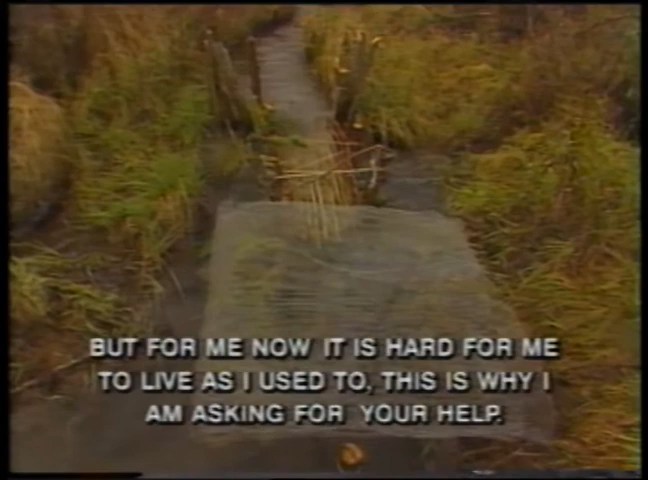 BUT FOR ME NOW IT IS HARD FOR ME
TO LIVE AS I USED TO, THIS IS WHY I
AM ASKING FOR YOUR HELP.